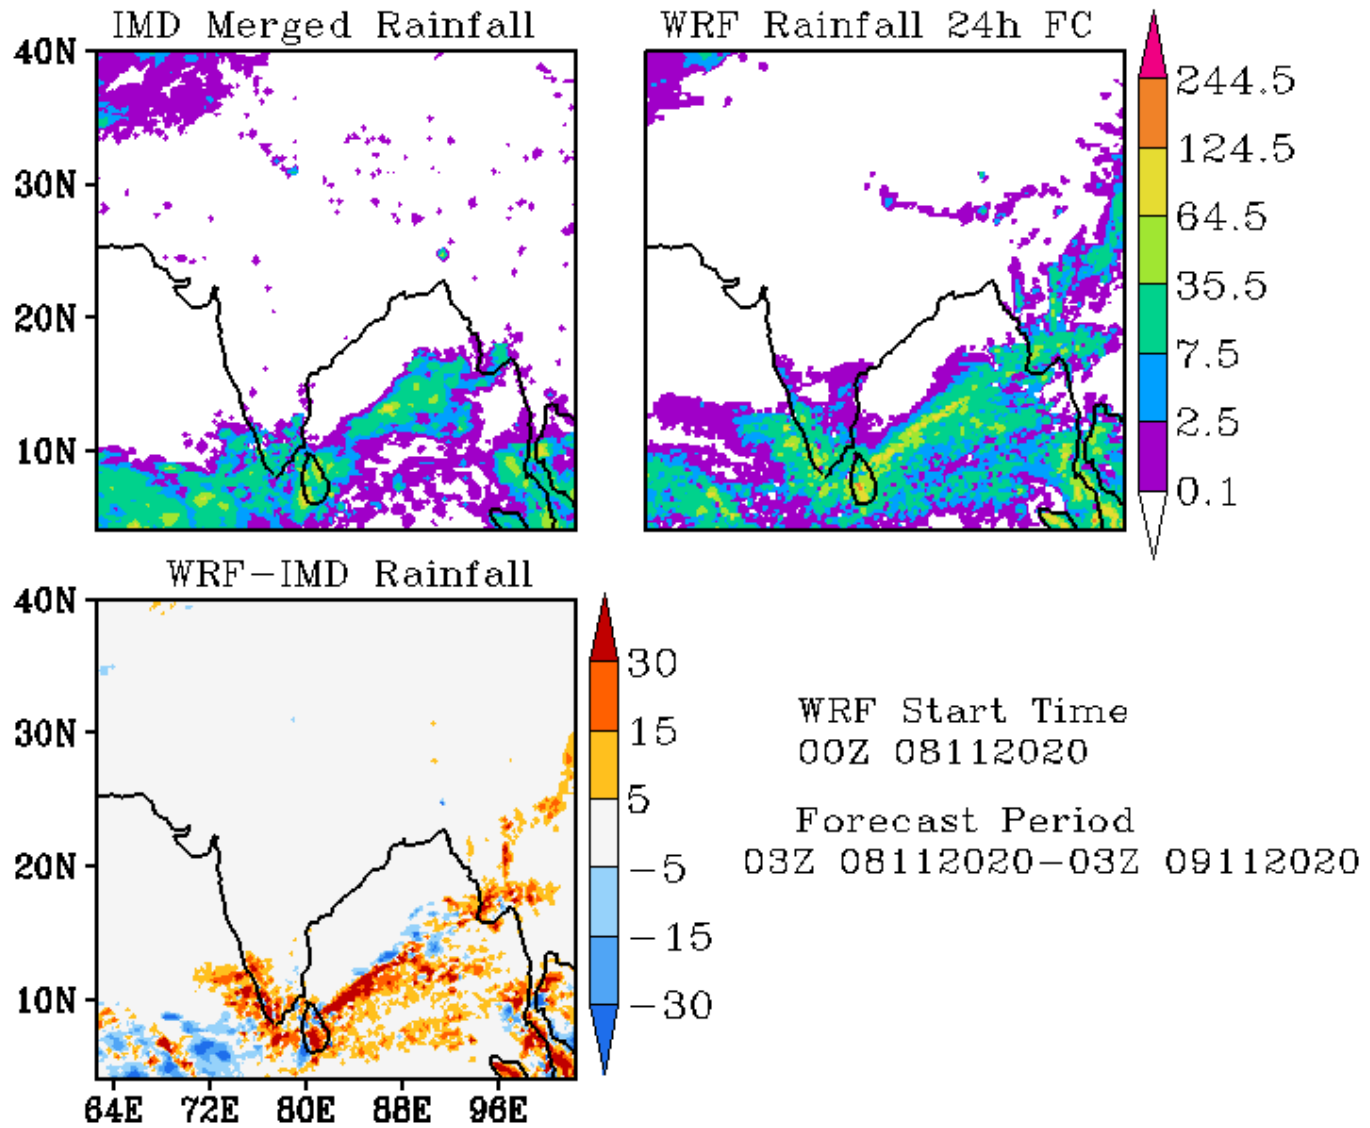 IMD Merged Rainfall
WRF Rainfall 24h FC
40N
30N
20N
10N
244.5
124.5
64.5
35.5
7.5
2.5
0.1
WRF-IMD Rainfall
40N
30N
20N
10N
64E 72E 80E 88E 96E
30
15
5
-5
-15
-30
WRF Start Time
00Z 08112020
Forecast Period
03Z 08112020-03Z 09112020